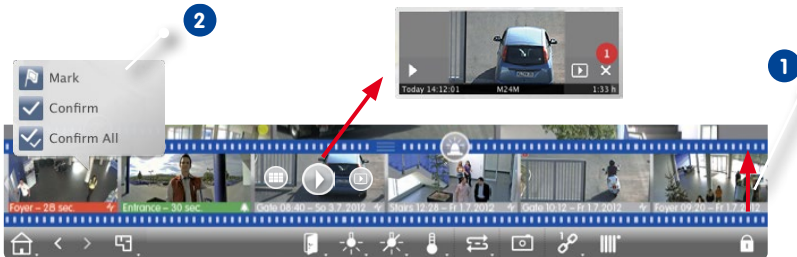 2
Mark
Confirm
Confirm All
1
Today 14:12:01 M24M 1:33 h
1
Foyer – 28 sec.
Entrance – 30 sec.
Gate 08:40 – So 3.7.2012
Stairs 12:28 – Fr 1.7.2012
Gate 10:12 – Fr 1.7.2012
Foyer 09:20 – Fr 1.7.2012